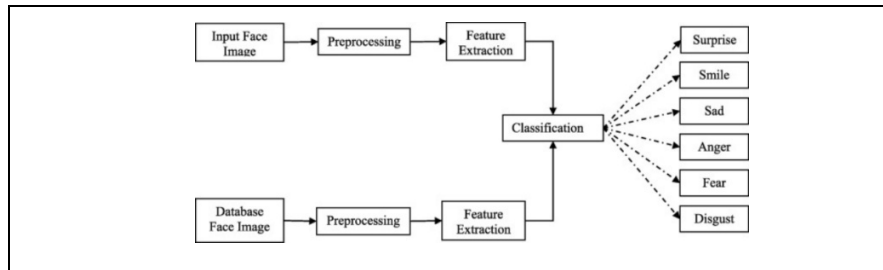 Input Face
Image
Preprocessing
Feature
Extraction
Classification
Surprise
Smile
Sad
Anger
Fear
Disgust
Database
Face Image
Preprocessing
Feature
Extraction